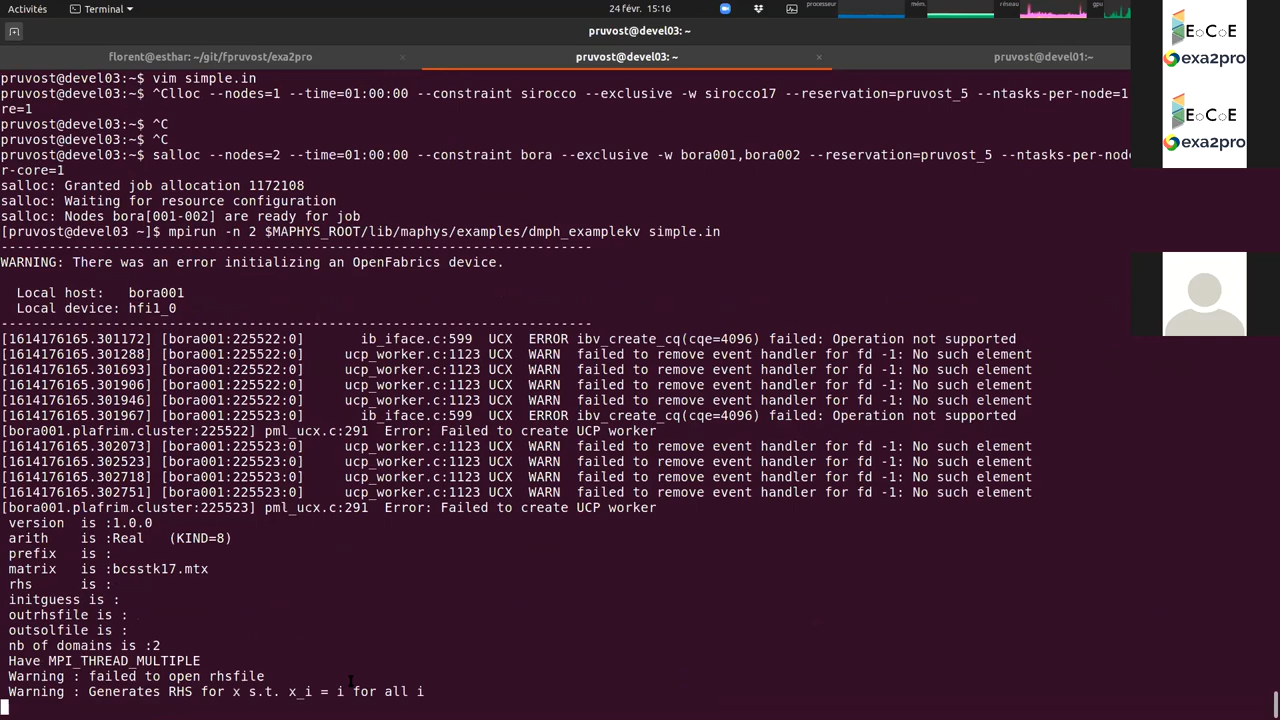 Activités
Terminal
24 févr. 15:16
processeur
mém.
réseau
gpu
pruvost@devel03: ~
florent@esthar: ~/git/fpruvost/exa2pro
pruvost@devel03: ~
pruvost@devel01:~
pruvost@devel03:~$ vim simple.in
pruvost@devel03:~$ ^Clloc --nodes=1 --time=01:00:00 --constraint sirocco --exclusive -w sirocco17 --reservation=pruvost_5 --ntasks-per-node=1
re=1
pruvost@devel03:~$ ^C
pruvost@devel03:~$ ^C
pruvost@devel03:~$ salloc --nodes=2 --time=01:00:00 --constraint bora --exclusive -w bora001,bora002 --reservation=pruvost_5 --ntasks-per-node
r-core=1
salloc: Granted job allocation 1172108
salloc: Waiting for resource configuration
salloc: Nodes bora[001-002] are ready for job
[pruvost@devel03 ~]$ mpirun -n 2 $MAPHYS_ROOT/lib/maphys/examples/dmph_examplekv simple.in
--------------------------------------------------------------------------
WARNING: There was an error initializing an OpenFabrics device.
Local host: bora001
Local device: hfi1_0
--------------------------------------------------------------------------
[1614176165.301172] [bora001:225522:0] ib_iface.c:599 UCX ERROR ibv_create_cq(cqe=4096) failed: Operation not supported
[1614176165.301288] [bora001:225522:0] ucp_worker.c:1123 UCX WARN failed to remove event handler for fd -1: No such element
[1614176165.301693] [bora001:225522:0] ucp_worker.c:1123 UCX WARN failed to remove event handler for fd -1: No such element
[1614176165.301906] [bora001:225522:0] ucp_worker.c:1123 UCX WARN failed to remove event handler for fd -1: No such element
[1614176165.301946] [bora001:225522:0] ucp_worker.c:1123 UCX WARN failed to remove event handler for fd -1: No such element
[1614176165.301967] [bora001:225523:0] ib_iface.c:599 UCX ERROR ibv_create_cq(cqe=4096) failed: Operation not supported
[bora001.plafrim.cluster:225522] pml_ucx.c:291 Error: Failed to create UCP worker
[1614176165.302073] [bora001:225523:0] ucp_worker.c:1123 UCX WARN failed to remove event handler for fd -1: No such element
[1614176165.302523] [bora001:225523:0] ucp_worker.c:1123 UCX WARN failed to remove event handler for fd -1: No such element
[1614176165.302718] [bora001:225523:0] ucp_worker.c:1123 UCX WARN failed to remove event handler for fd -1: No such element
[1614176165.302751] [bora001:225523:0] ucp_worker.c:1123 UCX WARN failed to remove event handler for fd -1: No such element
[bora001.plafrim.cluster:225523] pml_ucx.c:291 Error: Failed to create UCP worker
version is :1.0.0
arith is :Real (KIND=8)
prefix is :
matrix is :bcsstk17.mtx
rhs is :
initguess is :
outrhsfile is :
outsolfile is :
nb of domains is :2
Have MPI_THREAD_MULTIPLE
Warning : failed to open rhsfile
Warning : Generates RHS for x s.t. x_i = i for all i
EoCoE
exa2pro
EoCoE
exa2pro